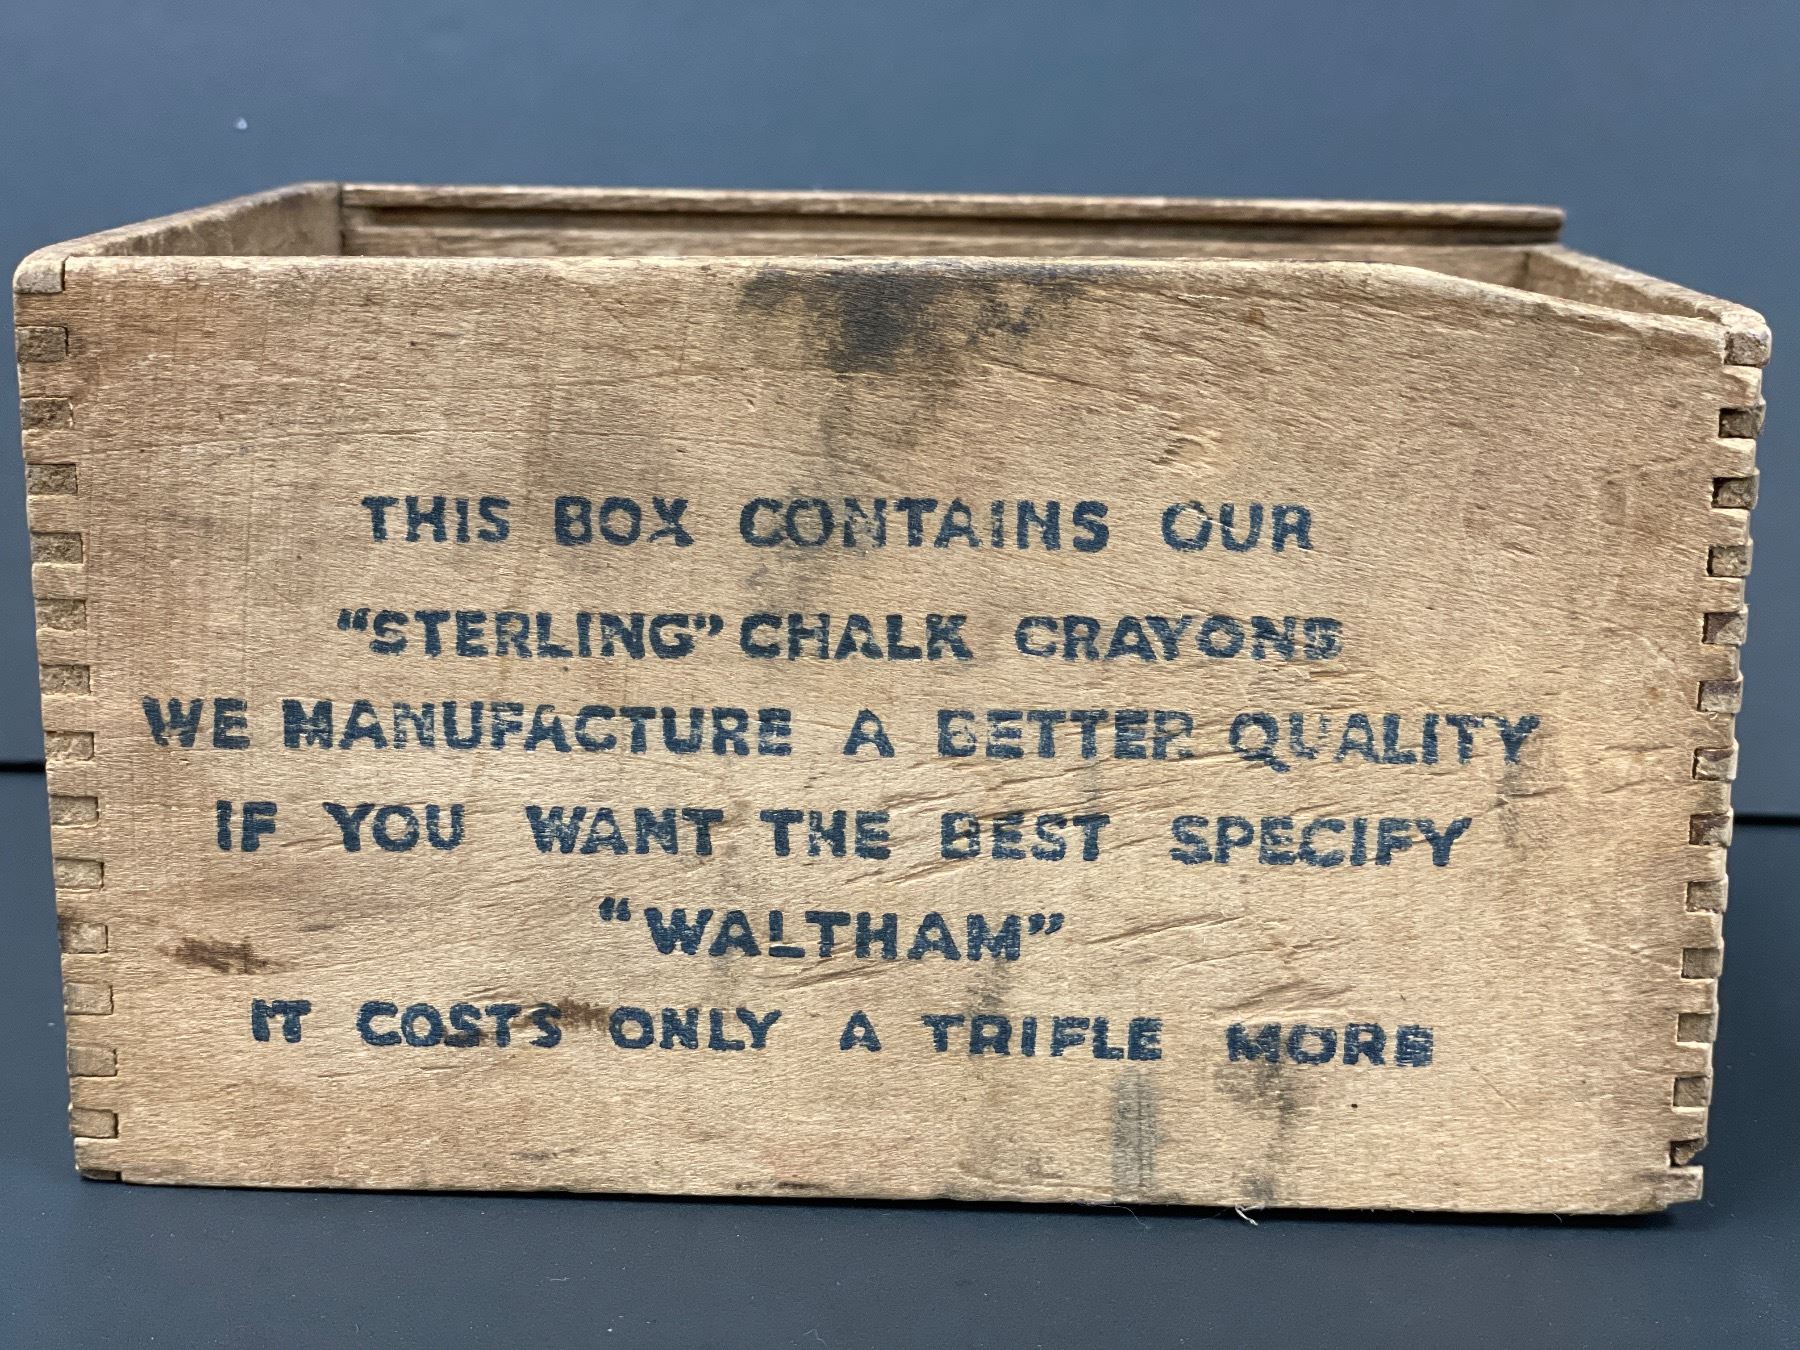 THIS BOX CONTAINS OUR
"STERLING" CHALK CRAYONS
WE MANUFACTURE A BETTER QUALITY
IF YOU WANT THE BEST SPECIFY
"WALTHAM"
IT COSTS ONLY A TRIFLE MORE